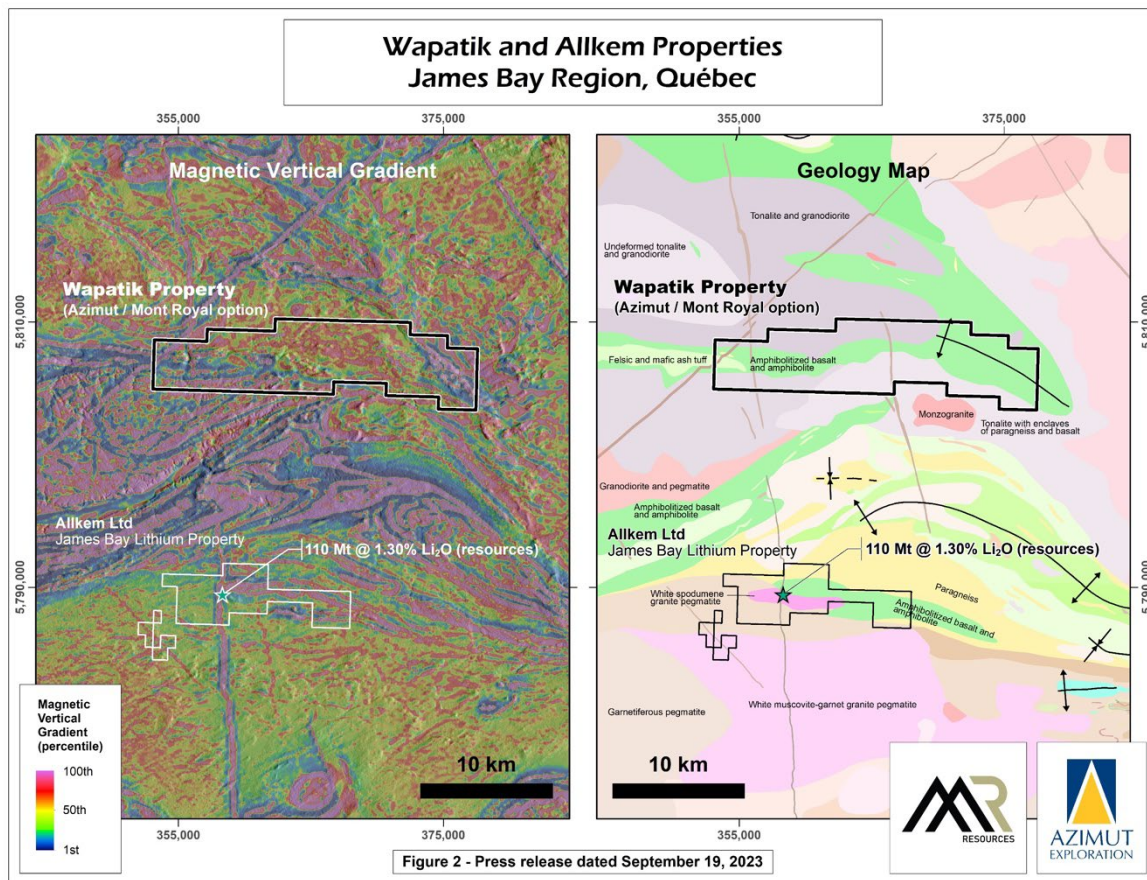 Wapatik and Allkem Properties
James Bay Region, Québec
355,000
375,000
Magnetic Vertical Gradient
Wapatik Property
(Azimut / Mont Royal option)
5,810,000
Allkem Ltd
James Bay Lithium Property
110 Mt @ 1.30% Li₂O (resources)
5,790,000
Magnetic
Vertical
Gradient
(percentile)
100th
50th
1st
10 km
355,000
375,000
355,000
375,000
Geology Map
Tonalite and granodiorite
Undeformed tonalite
and granodiorite
Wapatik Property
(Azimut / Mont Royal option)
5,810,000
Felsic and mafic ash tuff
Amphibolitized basalt
and amphibolite
Monzogranite
Tonalite with enclaves
of paragneiss and basalt
Granodiorite and pegmatite
Amphibolitized basalt
and amphibolite
Allkem Ltd
James Bay Lithium Property
110 Mt @ 1.30% Li₂O (resources)
5,790,000
White spodumene
granite pegmatite
Paragneiss
Amphibolitized basalt and
amphibolite
Garnetiferous pegmatite
White muscovite-garnet granite pegmatite
10 km
355,000
MR
RESOURCES
AZIMUT
EXPLORATION
Figure 2 - Press release dated September 19, 2023